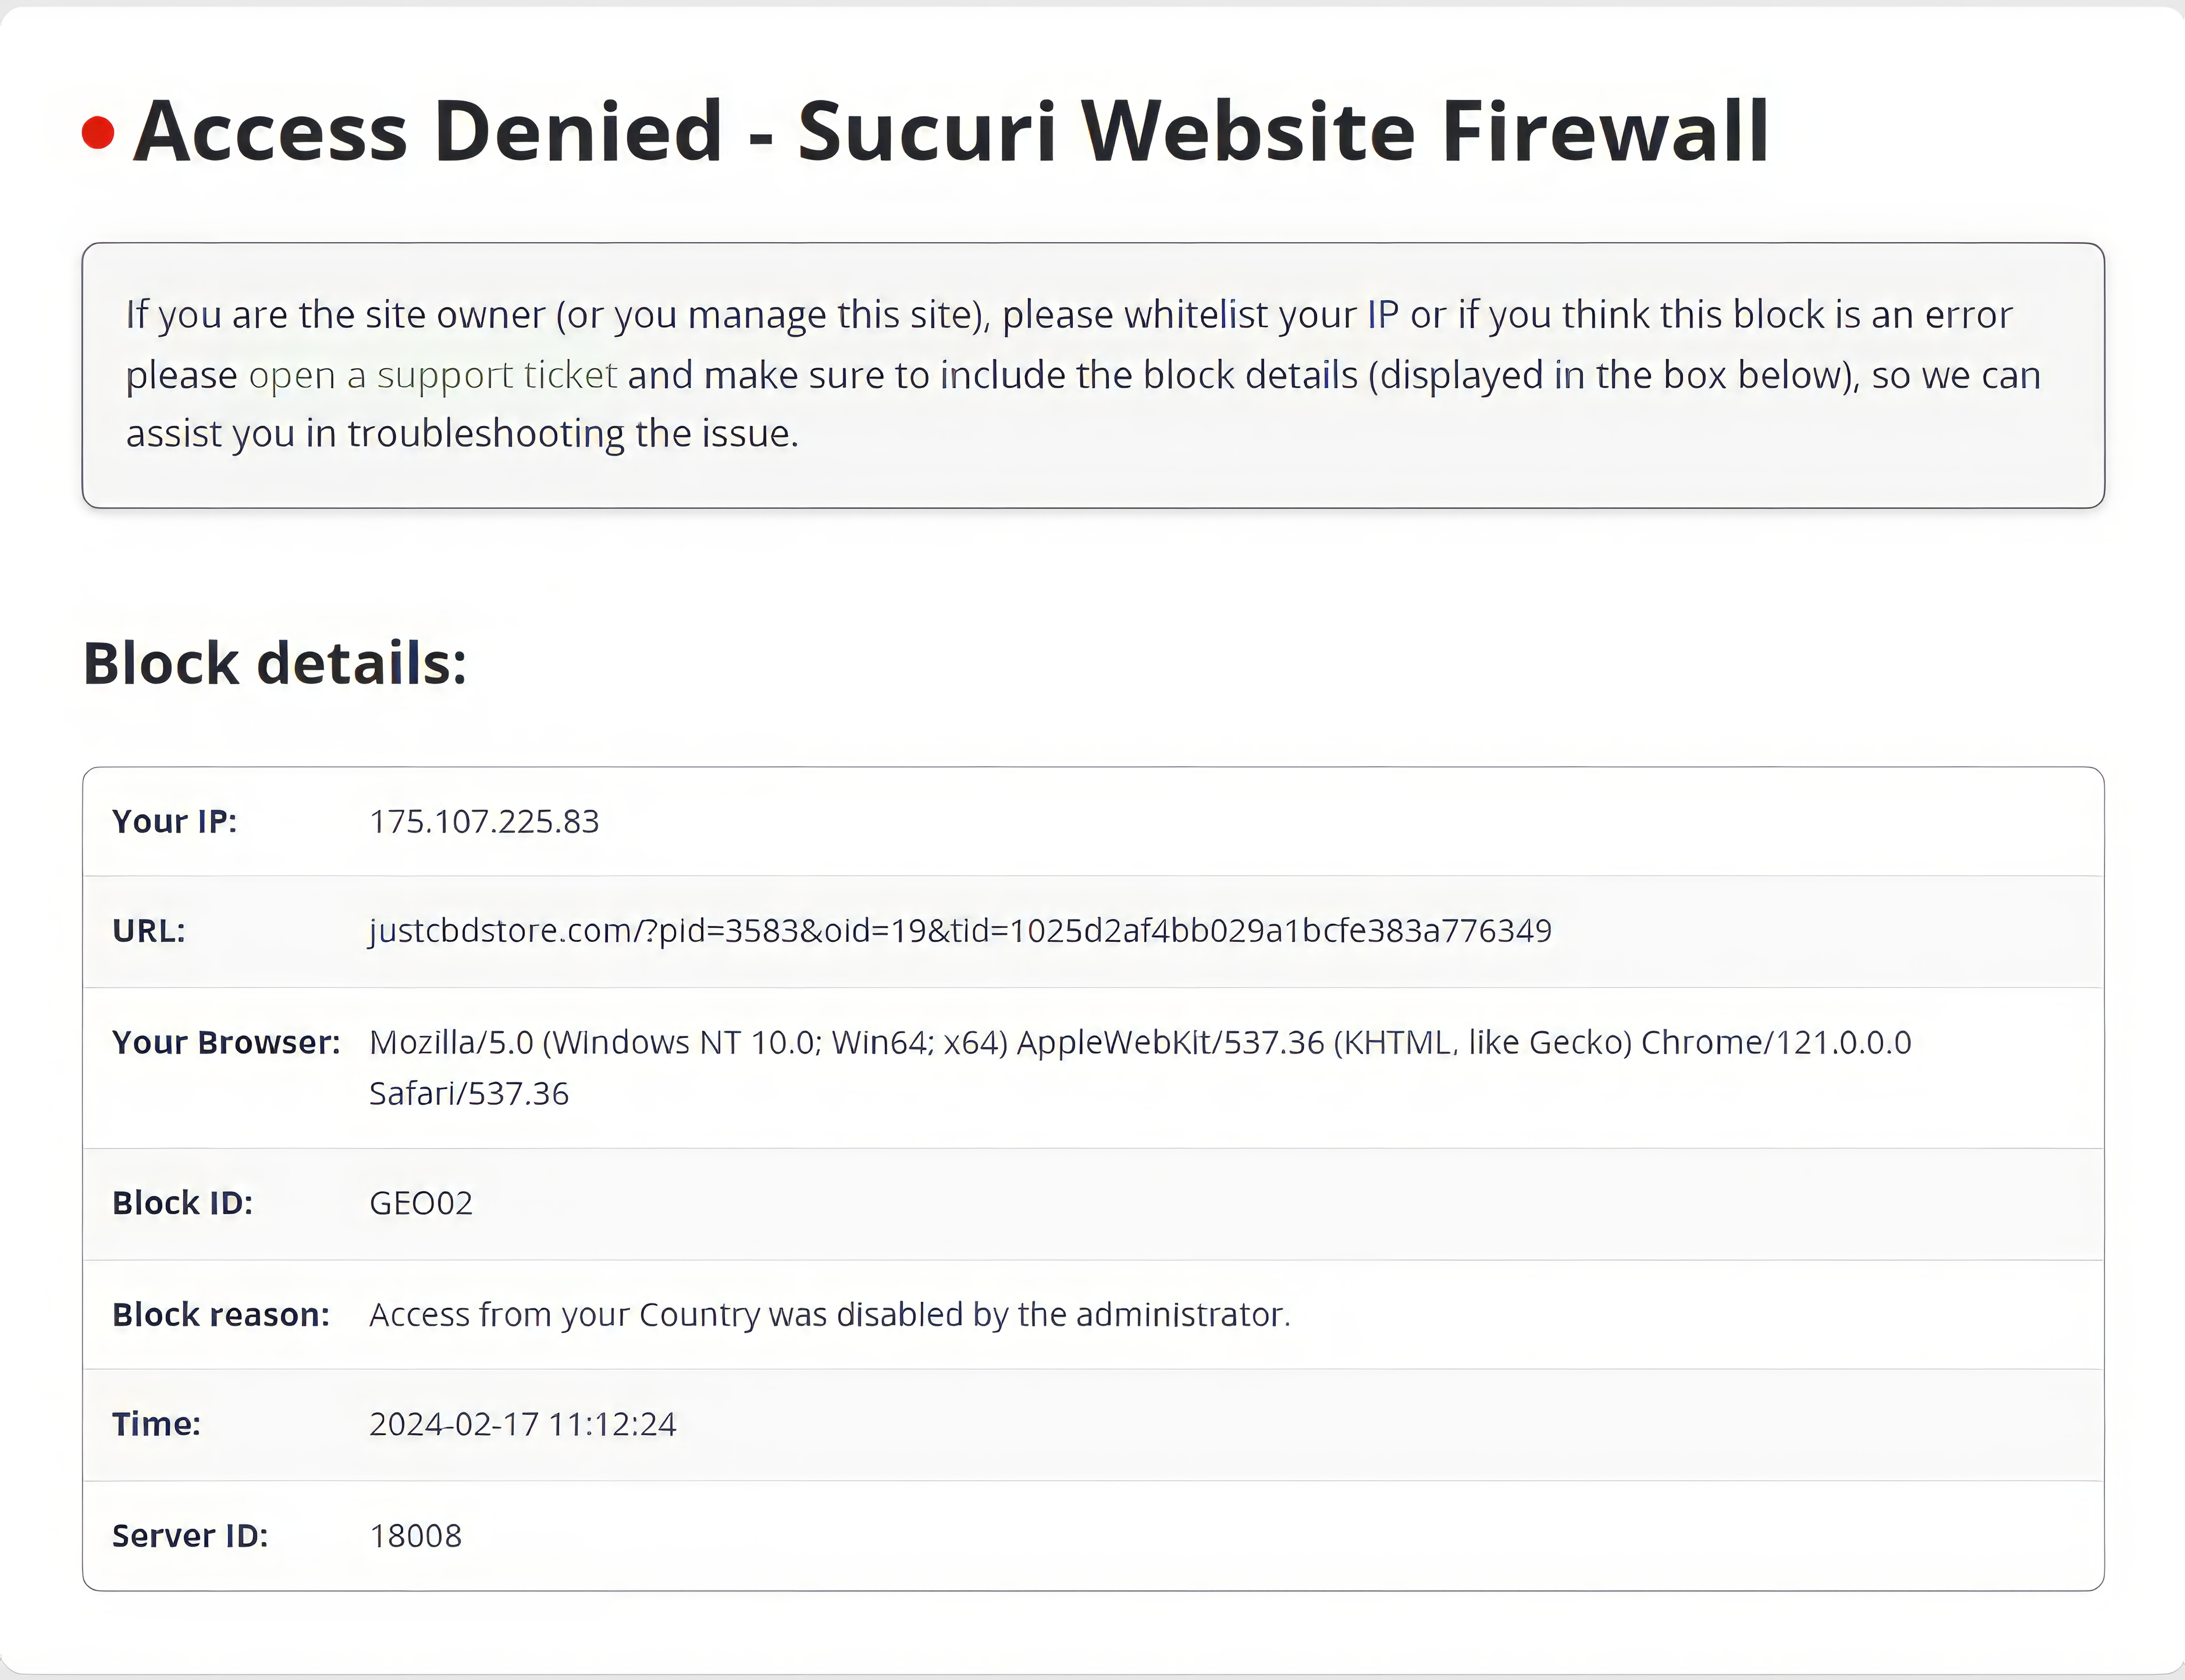 Access Denied - Sucuri Website Firewall
If you are the site owner (or you manage this site), please whitelist your IP or if you think this block is an error
please open a support ticket and make sure to include the block details (displayed in the box below), so we can
assist you in troubleshooting the issue.
Block details:
Your IP: 175.107.225.83
URL: justcbdstore.com/?pid=3583&oid=19&tid=1025d2af4bb029a1bcfe383a776349
Your Browser: Mozilla/5.0 (Windows NT 10.0; Win64; x64) AppleWebKit/537.36 (KHTML, like Gecko) Chrome/121.0.0.0
Safari/537.36
Block ID: GEO02
Block reason: Access from your Country was disabled by the administrator.
Time: 2024-02-17 11:12:24
Server ID: 18008